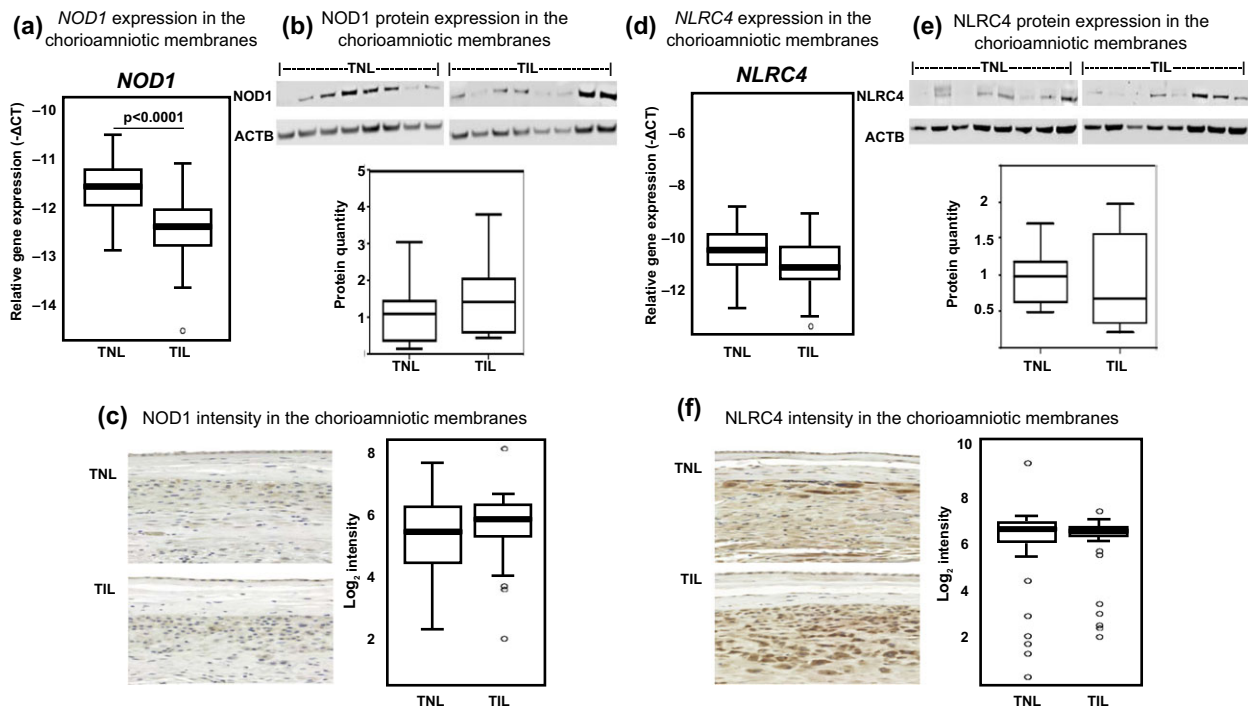 (a) NOD1 expression in the
chorioamniotic membranes
NOD1
Relative gene expression (-ΔCT)
–10
–11
–12
–13
–14
p<0.0001
TNL TIL
(b) NOD1 protein expression in the
chorioamniotic membranes
|--------------TNL-----------| |--------------TIL------------|
NOD1
ACTB
Protein quantity
5
4
3
2
1
TNL TIL
(c) NOD1 intensity in the chorioamniotic membranes
TNL
TIL
Log2 intensity
8
6
4
2
TNL TIL
(d) NLRC4 expression in the
chorioamniotic membranes
NLRC4
Relative gene expression (-ΔCT)
–6
–8
–10
–12
TNL TIL
(e) NLRC4 protein expression in the
chorioamniotic membranes
|-------------TNL-------------| |-------------TIL------------|
NLRC4
ACTB
Protein quantity
2
1.5
1
0.5
TNL TIL
(f) NLRC4 intensity in the chorioamniotic membranes
TNL
TIL
Log₂ intensity
10
8
6
4
2
TNL TIL